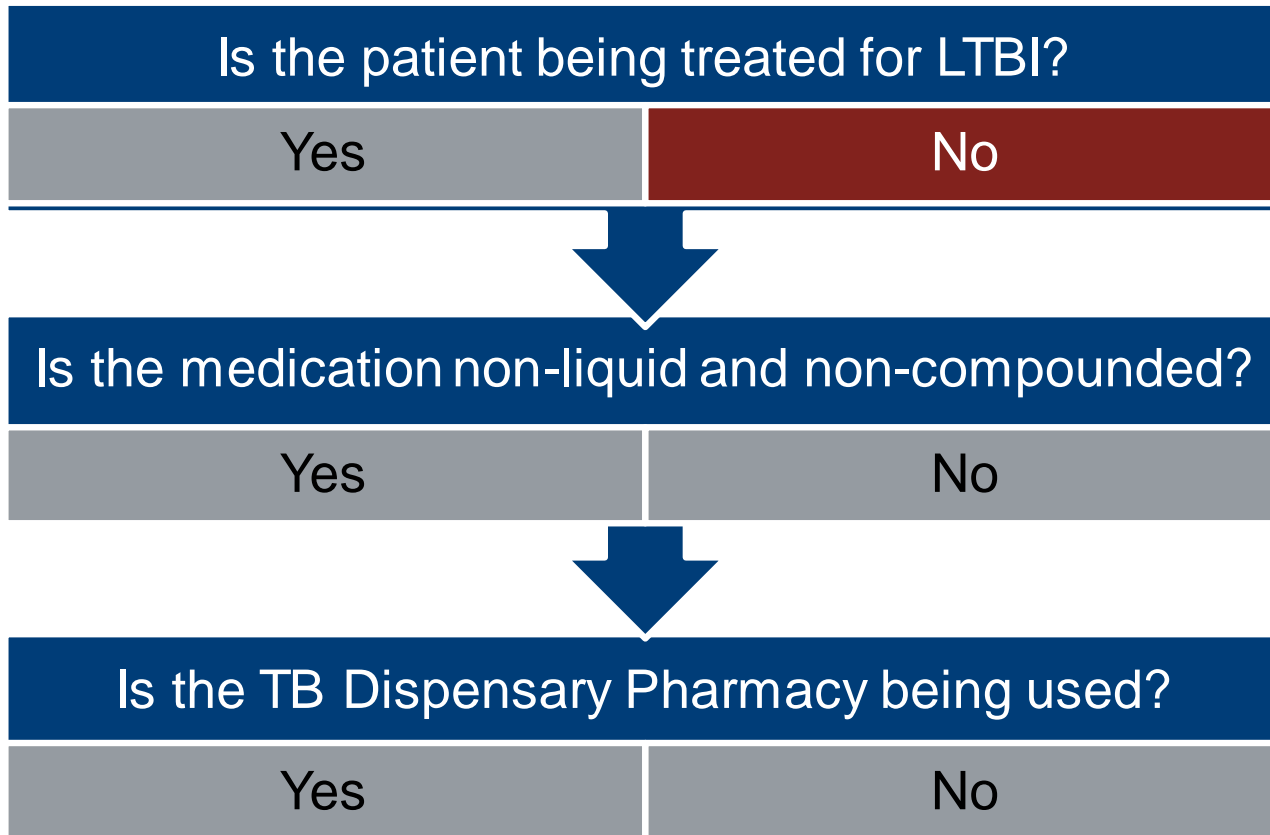 Is the patient being treated for LTBI?
Yes
No
Is the medication non-liquid and non-compounded?
Yes
No
Is the TB Dispensary Pharmacy being used?
Yes
No